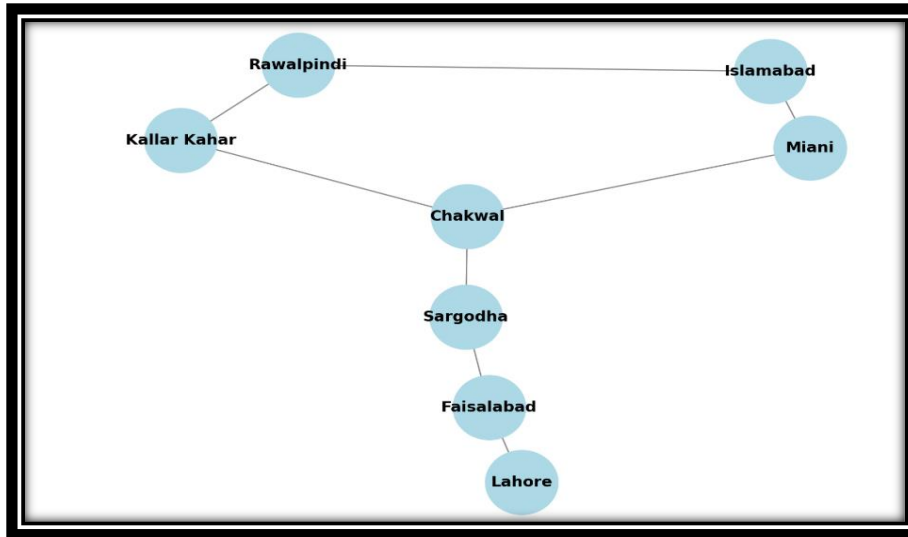 Rawalpindi
Islamabad
Kallar Kahar
Miani
Chakwal
Sargodha
Faisalabad
Lahore